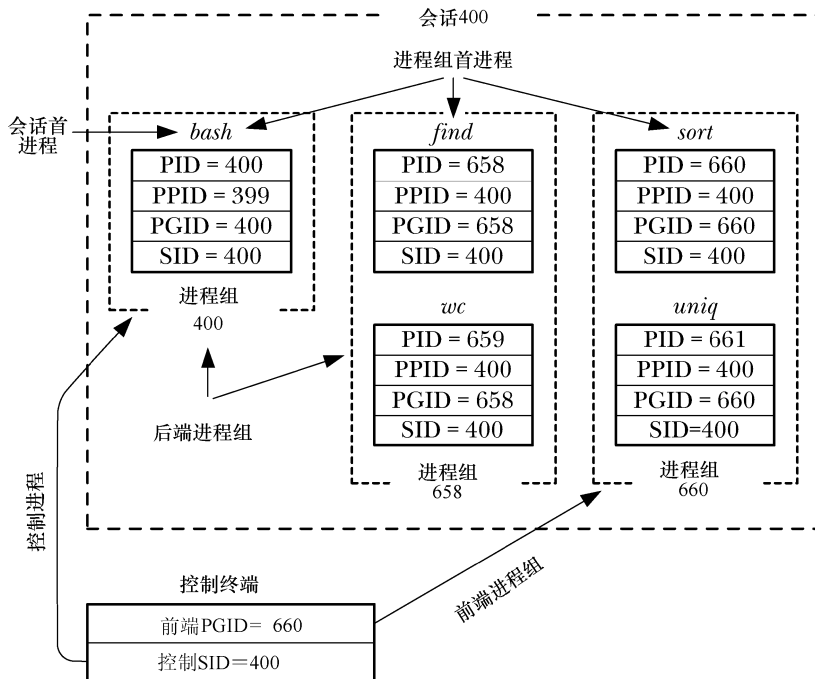 会话400
进程组首进程
会话首
进程
bash
PID = 400
PPID = 399
PGID = 400
SID = 400
进程组
400
find
PID = 658
PPID = 400
PGID = 658
SID = 400
wc
PID = 659
PPID = 400
PGID = 658
SID = 400
进程组
658
sort
PID = 660
PPID = 400
PGID = 660
SID = 400
uniq
PID = 661
PPID = 400
PGID = 660
SID=400
进程组
660
后端进程组
控制进程
前端进程组
控制终端
前端PGID= 660
控制SID=400